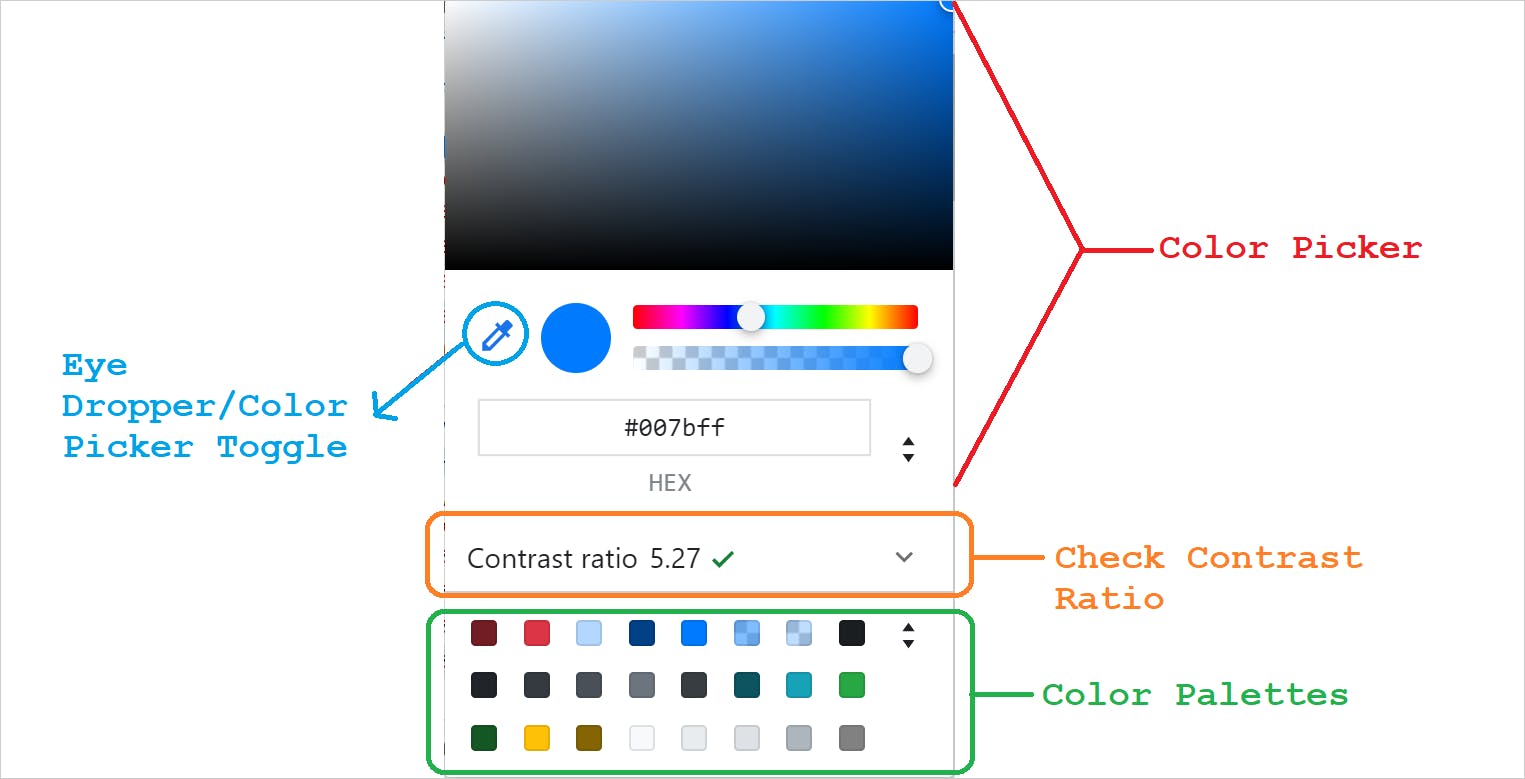 Color Picker
Eye
Dropper/Color
Picker Toggle
#007bff
HEX
Contrast ratio 5.27
Check Contrast
Ratio
Color Palettes